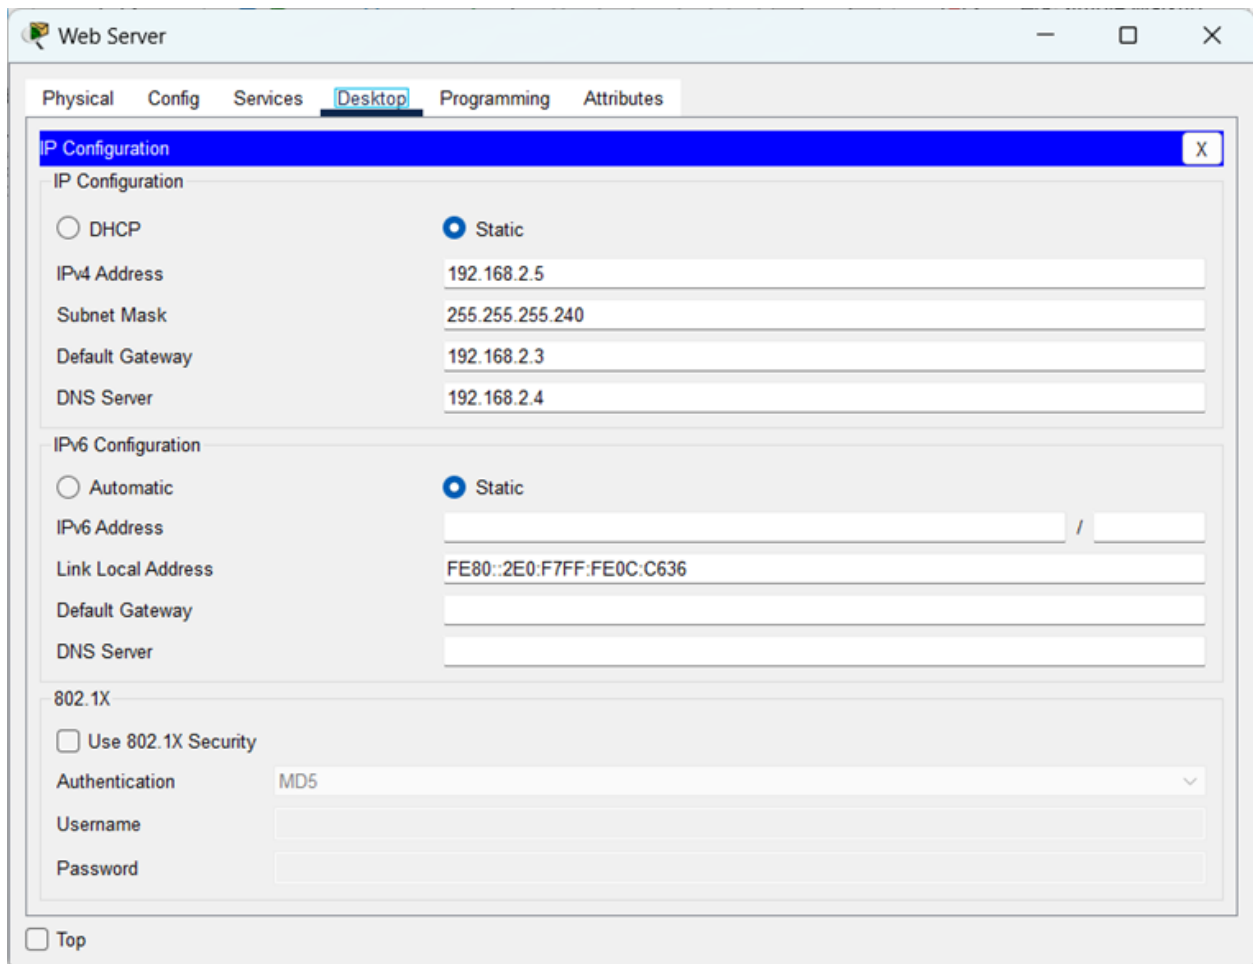 Web Server
Physical Config Services Desktop Programming Attributes
IP Configuration X
IP Configuration
DHCP Static
IPv4 Address 192.168.2.5
Subnet Mask 255.255.255.240
Default Gateway 192.168.2.3
DNS Server 192.168.2.4
IPv6 Configuration
Automatic Static
IPv6 Address /
Link Local Address FE80::2E0:F7FF:FE0C:C636
Default Gateway
DNS Server
802.1X
Use 802.1X Security
Authentication MD5
Username
Password
Top